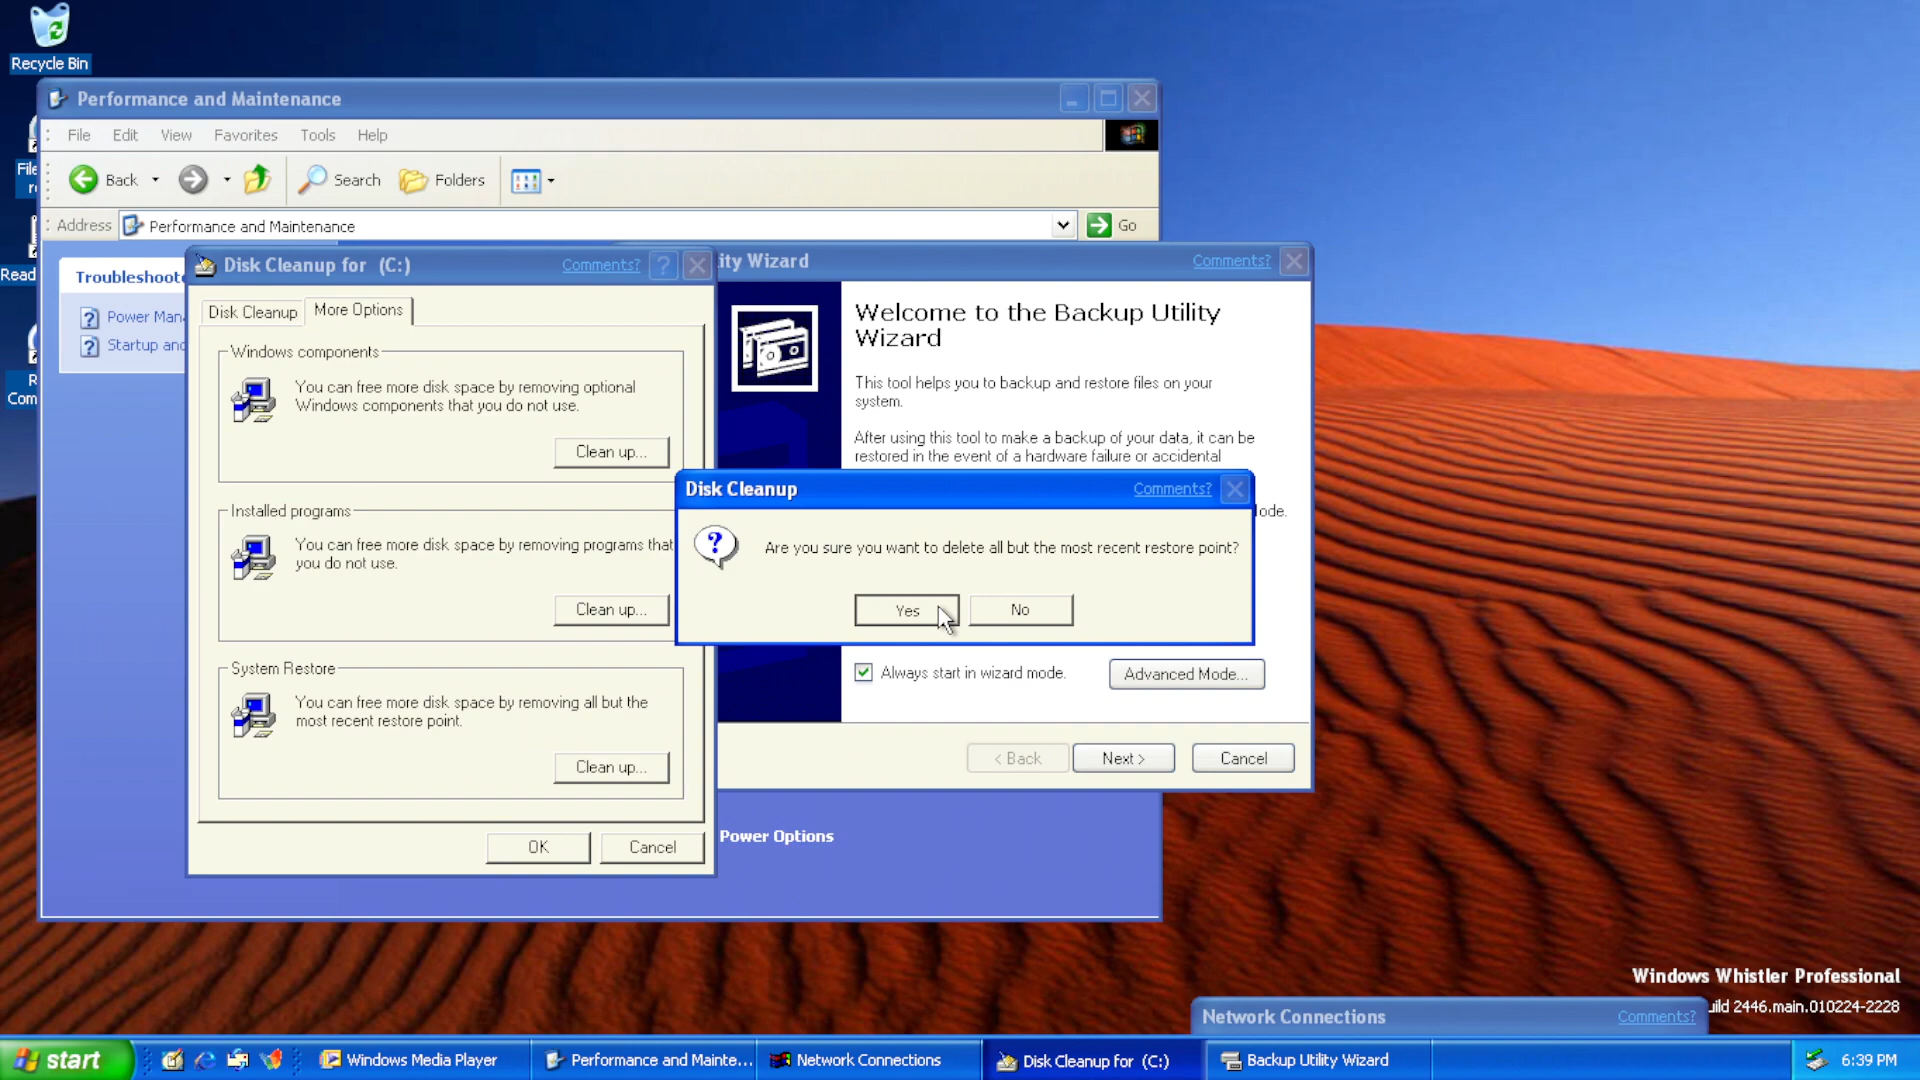 Recycle Bin
Performance and Maintenance
File Edit View Favorites Tools Help
Back Search Folders
Address Performance and Maintenance Go
Disk Cleanup for (C:) Comments?
ity Wizard Comments?
Troubleshoot
Power Man
Startup and
Disk Cleanup More Options
Windows components
You can free more disk space by removing optional
Windows components that you do not use.
Clean up...
Installed programs
You can free more disk space by removing programs that
you do not use.
Clean up...
System Restore
You can free more disk space by removing all but the
most recent restore point.
Clean up...
OK Cancel
Welcome to the Backup Utility
Wizard
This tool helps you to backup and restore files on your
system.
After using this tool to make a backup of your data, it can be
restored in the event of a hardware failure or accidental
ode.
Disk Cleanup Comments?
Are you sure you want to delete all but the most recent restore point?
Yes No
Always start in wizard mode. Advanced Mode...
< Back Next > Cancel
Power Options
File
Read
Com
Windows Whistler Professional
uild 2446.main.010224-2228
Network Connections Comments?
start Windows Media Player Performance and Mainte... Network Connections Disk Cleanup for (C:) Backup Utility Wizard 6:39 PM